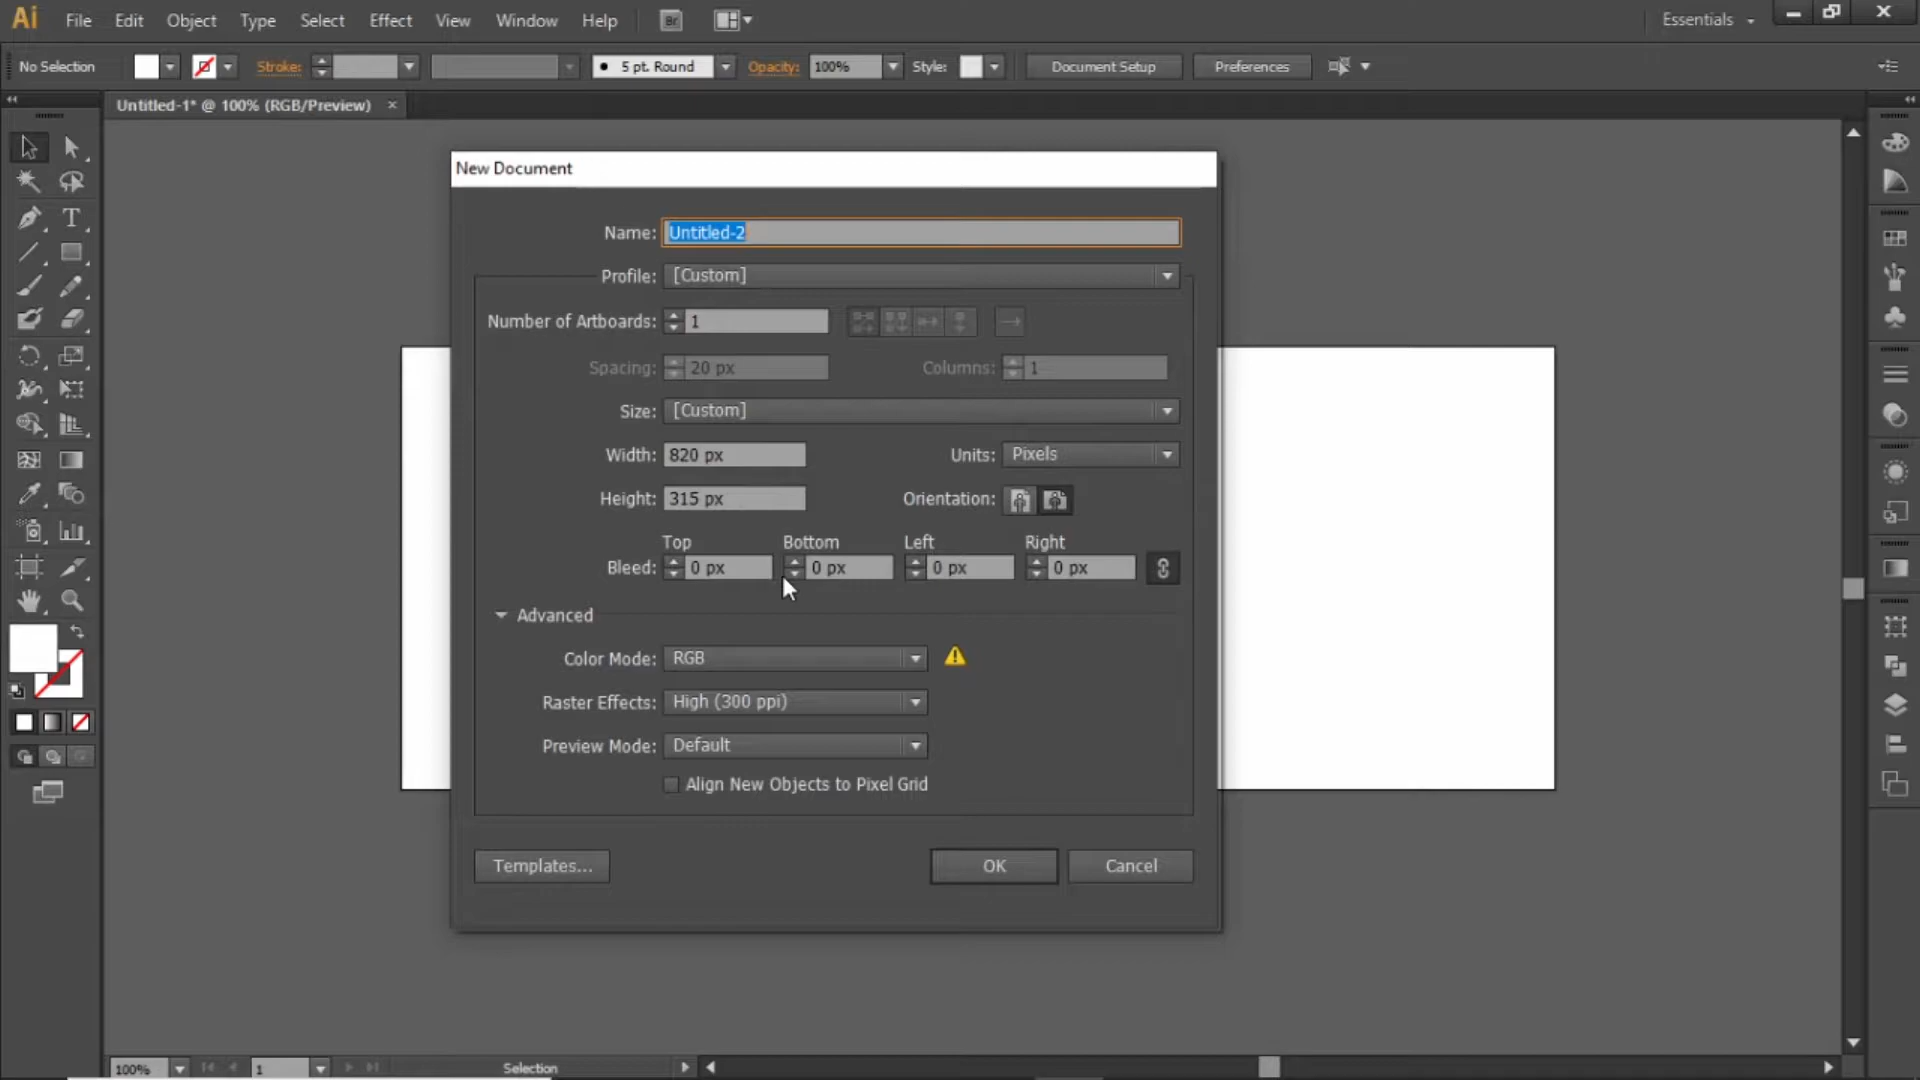 Ai File Edit Object Type Select Effect View Window Help Br Essentials
No Selection Stroke: 5 pt. Round Opacity: 100% Style: Document Setup Preferences
Untitled-1* @ 100% (RGB/Preview) ×
New Document
Name: Untitled-2
Profile: [Custom]
Number of Artboards: 1
Spacing: 20 px Columns: 1
Size: [Custom]
Width: 820 px Units: Pixels
Height: 315 px Orientation:
Top Bottom Left Right
Bleed: 0 px 0 px 0 px 0 px
Advanced
Color Mode: RGB
Raster Effects: High (300 ppi)
Preview Mode: Default
Align New Objects to Pixel Grid
Templates... OK Cancel
100% 1 Selection